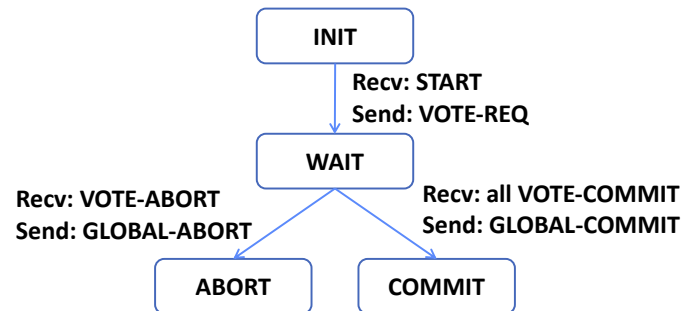 INIT
Recv: START
Send: VOTE-REQ
WAIT
Recv: VOTE-ABORT
Send: GLOBAL-ABORT
Recv: all VOTE-COMMIT
Send: GLOBAL-COMMIT
ABORT
COMMIT